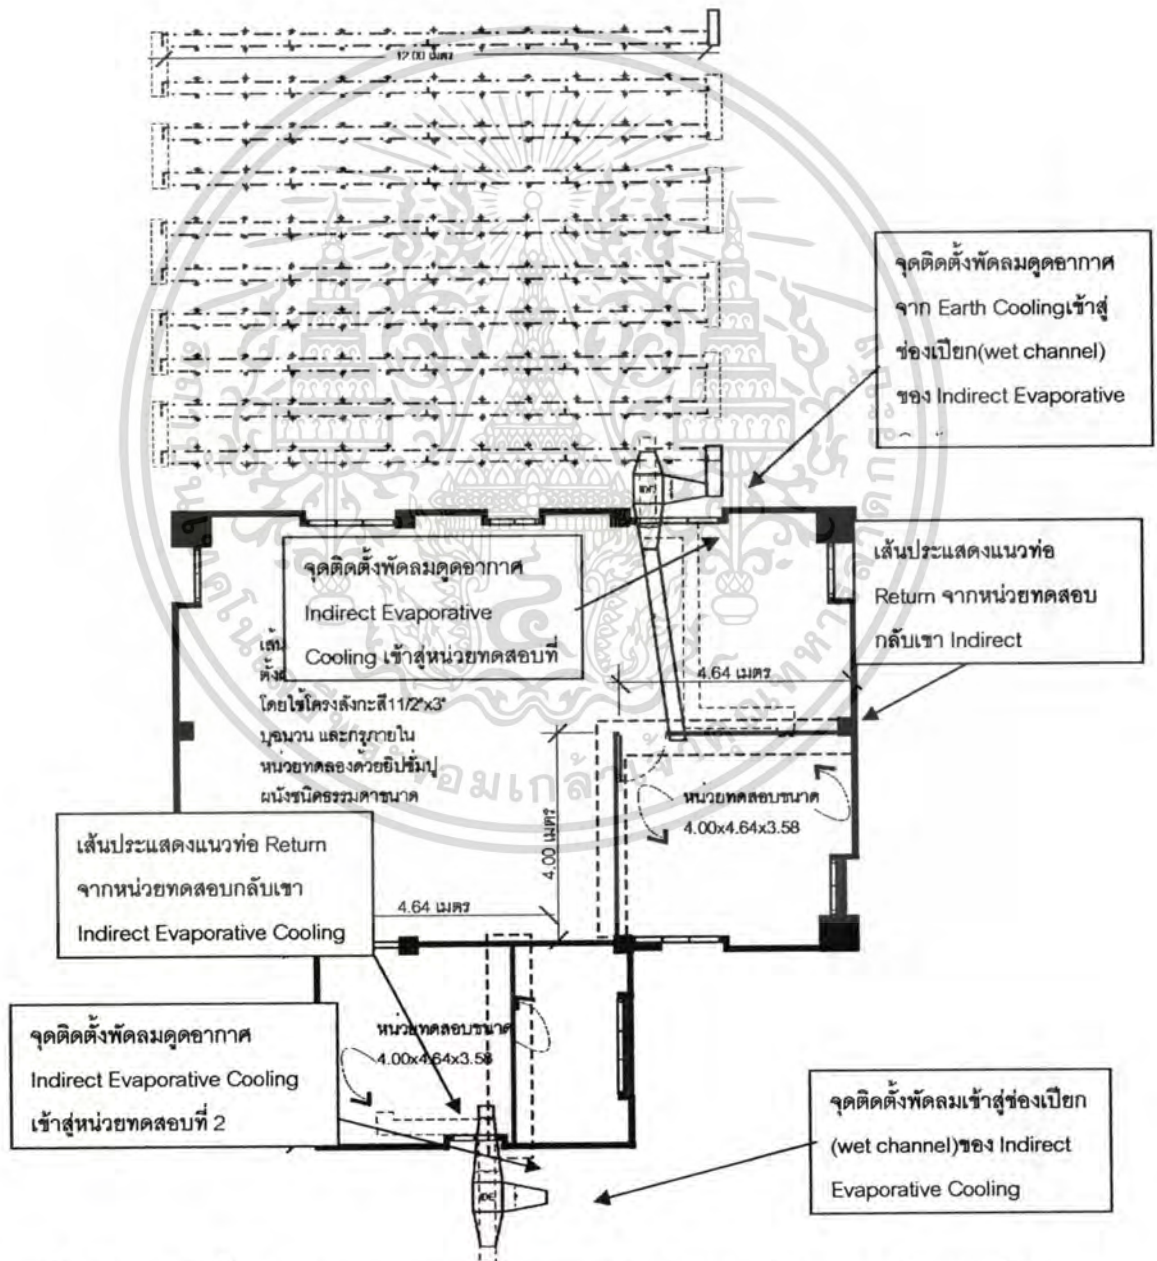 12.00 เมตร
จุดติดตั้งพัดลมดูดอากาศ
จาก Earth Coolingเข้าสู่
ช่องเปียก(wet channel)
ของ Indirect Evaporative
จุดติดตั้งพัดลมดูดอากาศ
Indirect Evaporative
Cooling เข้าสู่หน่วยทดสอบที่
เส้นประแสดงแนวท่อ
Return จากหน่วยทดสอบ
กลับเขา Indirect
4.64 เมตร
โดยใช้โครงสังกะสี11/2"x3"
บุฉนวน และกรุภายใน
หน่วยทดลองด้วยยิปซั่มบุ
ผนังชนิดธรรมดาขนาด
หน่วยทดสอบขนาด
4.00x4.64x3.58
4.00 เมตร
เส้นประแสดงแนวท่อ Return
จากหน่วยทดสอบกลับเขา
Indirect Evaporative Cooling
4.64 เมตร
จุดติดตั้งพัดลมดูดอากาศ
Indirect Evaporative Cooling
เข้าสู่หน่วยทดสอบที่ 2
หน่วยทดสอบขนาด
4.00x4.64x3.58
จุดติดตั้งพัดลมเข้าสู่ช่องเปียก
(wet channel)ของ Indirect
Evaporative Cooling